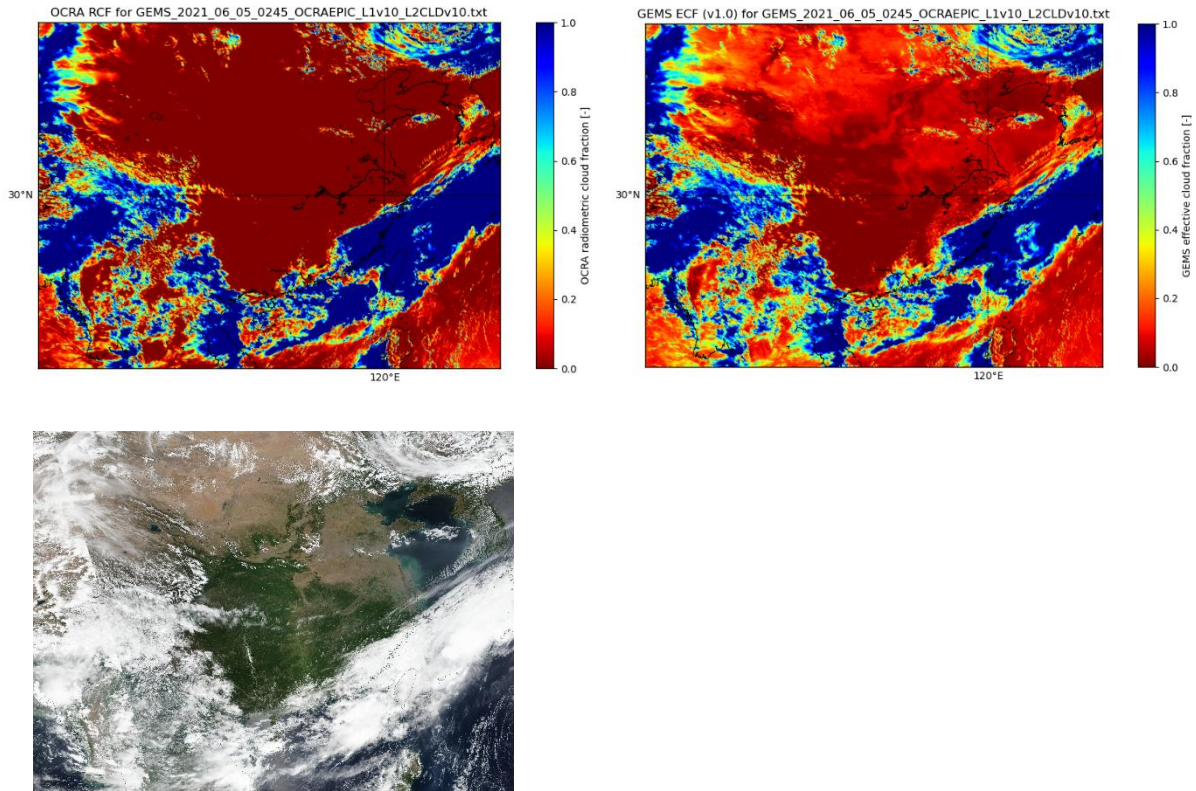 OCRA RCF for GEMS_2021_06_05_0245_OCRAEPIC_L1v10_L2CLDv10.txt
30°N
120°E
1.0
0.8
0.6
0.4
0.2
0.0
OCRA radiometric cloud fraction [-]
GEMS ECF (v1.0) for GEMS_2021_06_05_0245_OCRAEPIC_L1v10_L2CLDv10.txt
30°N
120°E
1.0
0.8
0.6
0.4
0.2
0.0
GEMS effective cloud fraction [-]